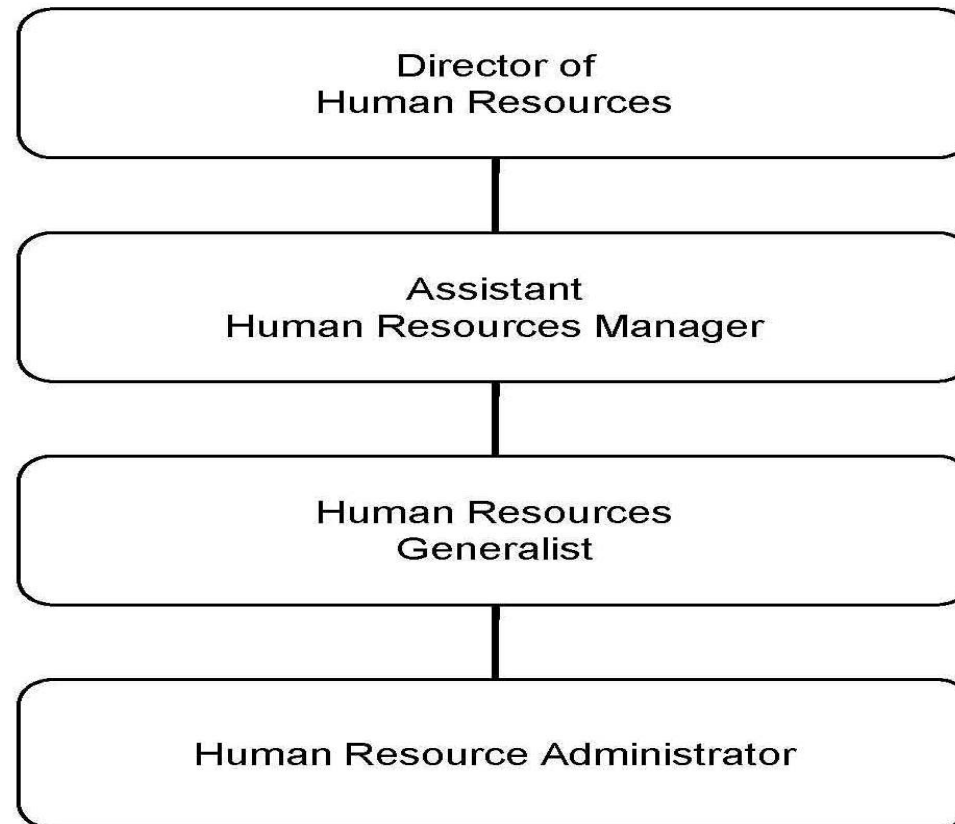 Director of
Human Resources
Assistant
Human Resources Manager
Human Resources
Generalist
Human Resource Administrator